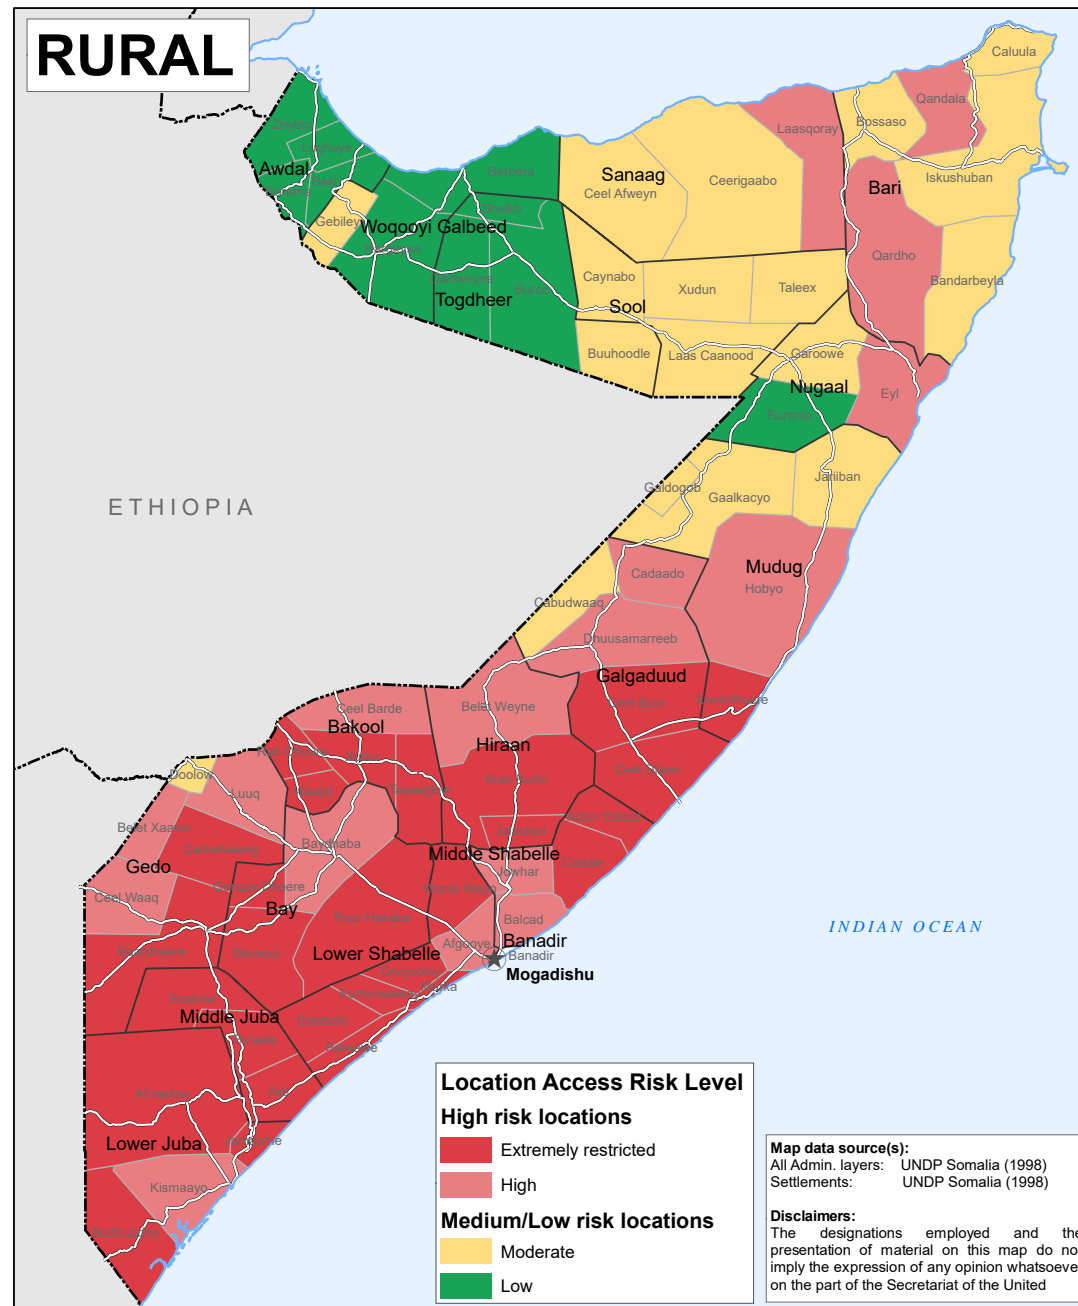 RURAL
Caluula
Qandala
Bossaso
Laasqoray
Zeylac
Lughaye
Awdal
Berbera
Sanaag
Ceel Afweyn
Ceerigaabo
Bari
Iskushuban
Sheikh
Gebiley
Woqooyi Galbeed
Qardho
Bandarbeyla
Caynabo
Xudun
Taleex
Togdheer
Sool
Buuhoodle
Laas Caanood
Garoowe
Nugaal
Eyl
Burtinle
ETHIOPIA
Galdogob
Gaalkacyo
Jariiban
Cadaado
Mudug
Hobyo
Cabudwaaq
Dhuusamarreeb
Galgaduud
Ceel Buur
Xarardheere
Ceel Barde
Belet Weyne
Bakool
Hiraan
Doolow
Luuq
Bulo Burto
Ceel Dheer
Belet Xaawo
Baydhaba
Jalalaqsi
Aban Yabaal
Garbahaarey
Middle Shabelle
Cadale
Gedo
Jowhar
Ceel Waaq
Qansax Dheere
Wanla Weyn
Bay
Buur Hakaba
Balcad
INDIAN OCEAN
Afgooye
Banadir
Lower Shabelle
Banadir
Mogadishu
Baardheere
Diinsoor
Qoryooley
Marka
Kurtunwaarey
Saakow
Middle Juba
Sablaale
Bu'aale
Baraawe
Afmadow
Jilib
Lower Juba
Jamaame
Kismaayo
Badhaadhe
Location Access Risk Level
High risk locations
Extremely restricted
High
Medium/Low risk locations
Moderate
Low
Map data source(s):
All Admin. layers: UNDP Somalia (1998)
Settlements: UNDP Somalia (1998)
Disclaimers:
The designations employed and the
presentation of material on this map do no
imply the expression of any opinion whatsoeve
on the part of the Secretariat of the United